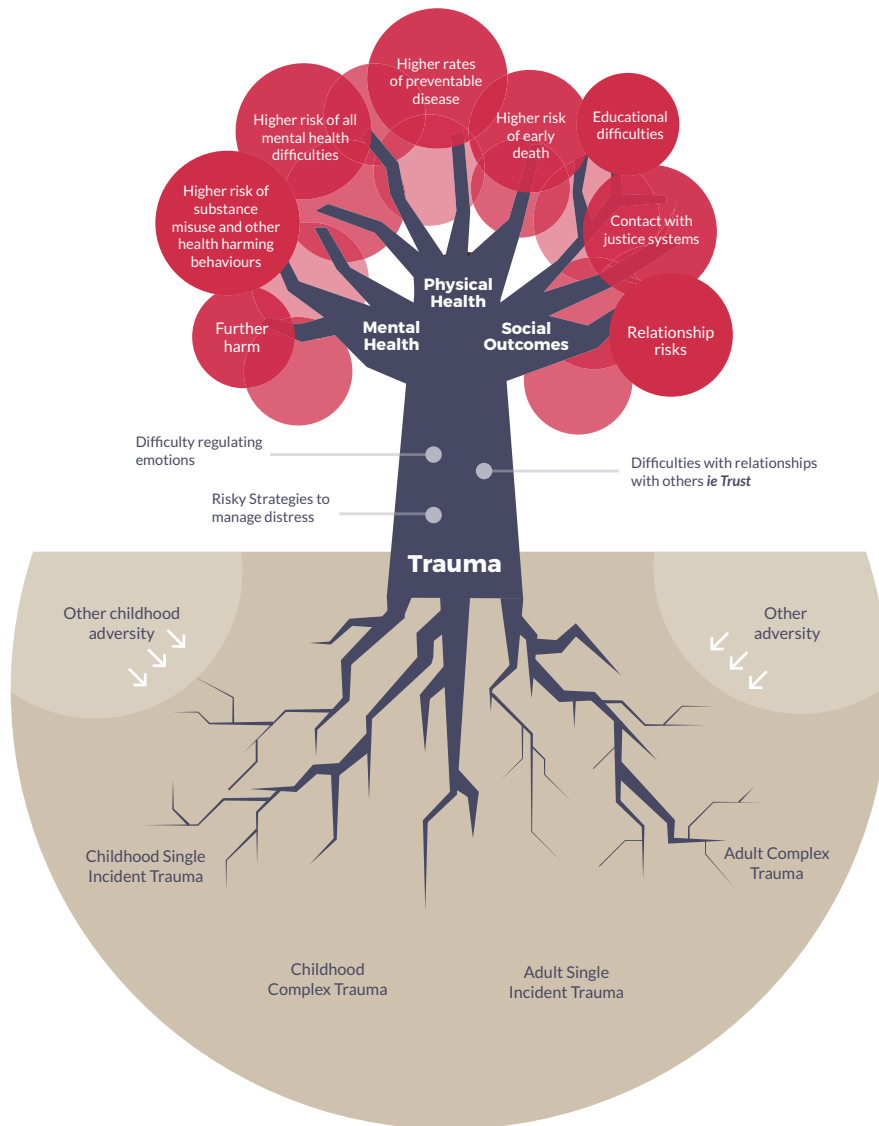 Higher rates
of preventable
disease
Higher risk of all
mental health
difficulties
Higher risk
of early
death
Educational
difficulties
Higher risk of
substance
misuse and other
health harming
behaviours
Contact with
justice systems
Further
harm
Relationship
risks
Physical
Health
Mental
Health
Social
Outcomes
Difficulty regulating
emotions
Difficulties with relationships
with others ie Trust
Risky Strategies to
manage distress
Trauma
Other childhood
adversity
Other
adversity
Childhood Single
Incident Trauma
Adult Complex
Trauma
Childhood
Complex Trauma
Adult Single
Incident Trauma